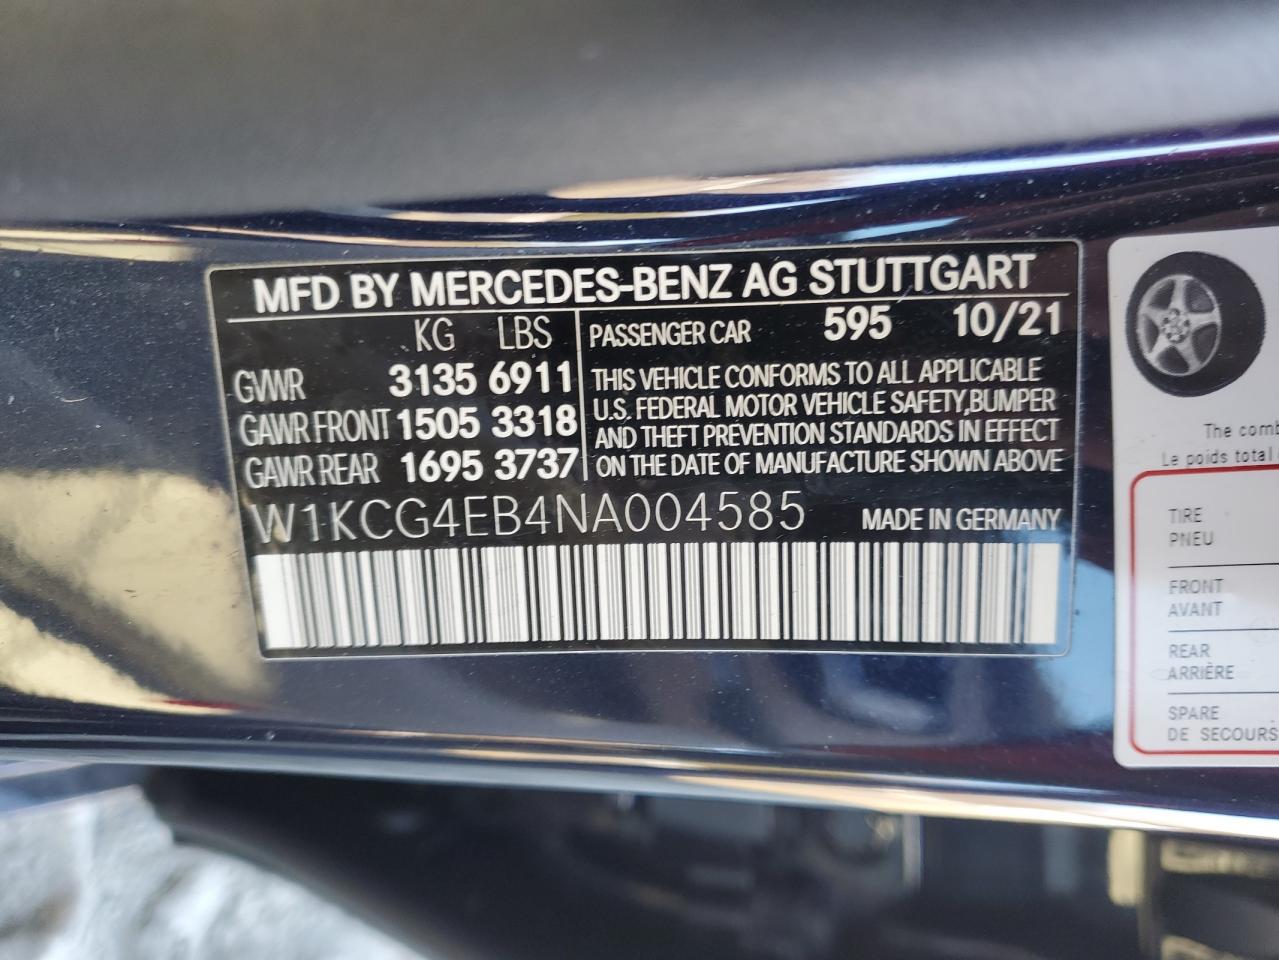 MFD BY MERCEDES-BENZ AG STUTTGART
KG LBS
GVWR 3135 6911
GAWR FRONT 1505 3318
GAWR REAR 1695 3737
PASSENGER CAR 595 10/21
THIS VEHICLE CONFORMS TO ALL APPLICABLE
U.S. FEDERAL MOTOR VEHICLE SAFETY,BUMPER
AND THEFT PREVENTION STANDARDS IN EFFECT
ON THE DATE OF MANUFACTURE SHOWN ABOVE
W1KCG4EB4NA004585 MADE IN GERMANY
The comb
Le poids total
TIRE
PNEU
FRONT
AVANT
REAR
ARRIÈRE
SPARE
DE SECOURS